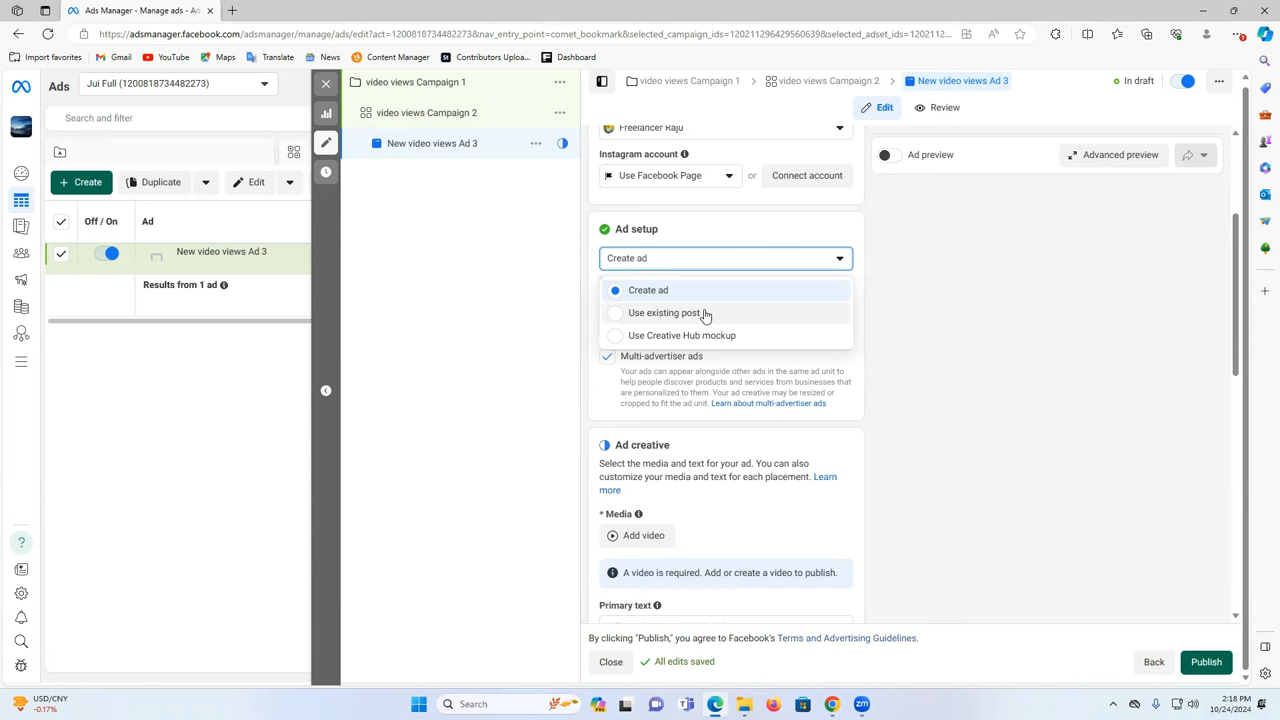 Ads Manager - Manage ads - Ad
https://adsmanager.facebook.com/adsmanager/manage/ads/edit?act=1200818734482273&nav_entry_point=comet_bookmark&selected_campaign_ids=120211296429560639&selected_adset_ids=12021...
Import favorites
Gmail
YouTube
Maps
Translate
News
Content Manager
Contributors Uploa...
Dashboard
Ads
Jui Full (1200818734482273)
Search and filter
Create
Duplicate
Edit
Off / On
Ad
New video views Ad 3
Results from 1 ad
video views Campaign 1
video views Campaign 2
New video views Ad 3
video views Campaign 1
video views Campaign 2
New video views Ad 3
In draft
Edit
Review
Freelancer Raju
Instagram account
Use Facebook Page
or
Connect account
Ad setup
Create ad
Create ad
Use existing post
Use Creative Hub mockup
Multi-advertiser ads
Your ads can appear alongside other ads in the same ad unit to
help people discover products and services from businesses that
are personalized to them. Your ad creative may be resized or
cropped to fit the ad unit. Learn about multi-advertiser ads
Ad creative
Select the media and text for your ad. You can also
customize your media and text for each placement. Learn
more
* Media
Add video
A video is required. Add or create a video to publish.
Primary text
Ad preview
Advanced preview
By clicking "Publish," you agree to Facebook's Terms and Advertising Guidelines.
Close
All edits saved
Back
Publish
USD/CNY
-0.17%
Search
2:18 PM
10/24/2024